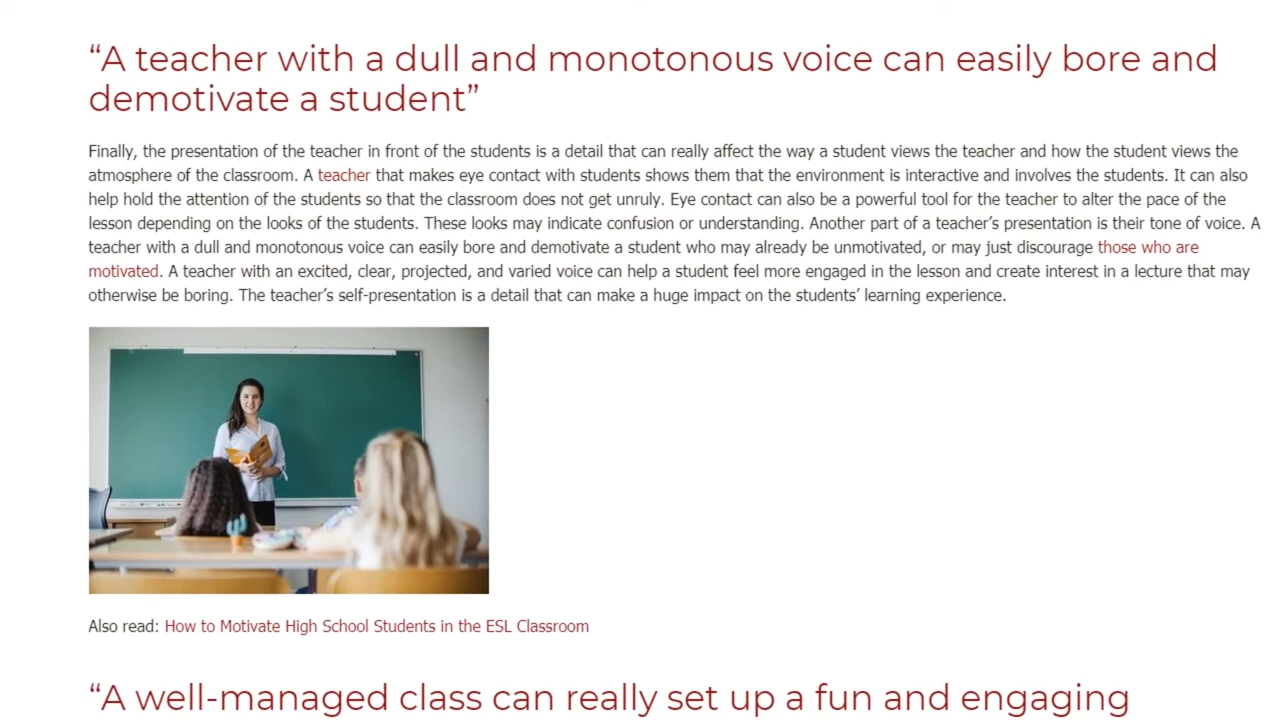 “A teacher with a dull and monotonous voice can easily bore and
demotivate a student”
Finally, the presentation of the teacher in front of the students is a detail that can really affect the way a student views the teacher and how the student views the
atmosphere of the classroom. A teacher that makes eye contact with students shows them that the environment is interactive and involves the students. It can also
help hold the attention of the students so that the classroom does not get unruly. Eye contact can also be a powerful tool for the teacher to alter the pace of the
lesson depending on the looks of the students. These looks may indicate confusion or understanding. Another part of a teacher’s presentation is their tone of voice. A
teacher with a dull and monotonous voice can easily bore and demotivate a student who may already be unmotivated, or may just discourage those who are
motivated. A teacher with an excited, clear, projected, and varied voice can help a student feel more engaged in the lesson and create interest in a lecture that may
otherwise be boring. The teacher’s self-presentation is a detail that can make a huge impact on the students’ learning experience.
Also read: How to Motivate High School Students in the ESL Classroom
“A well-managed class can really set up a fun and engaging